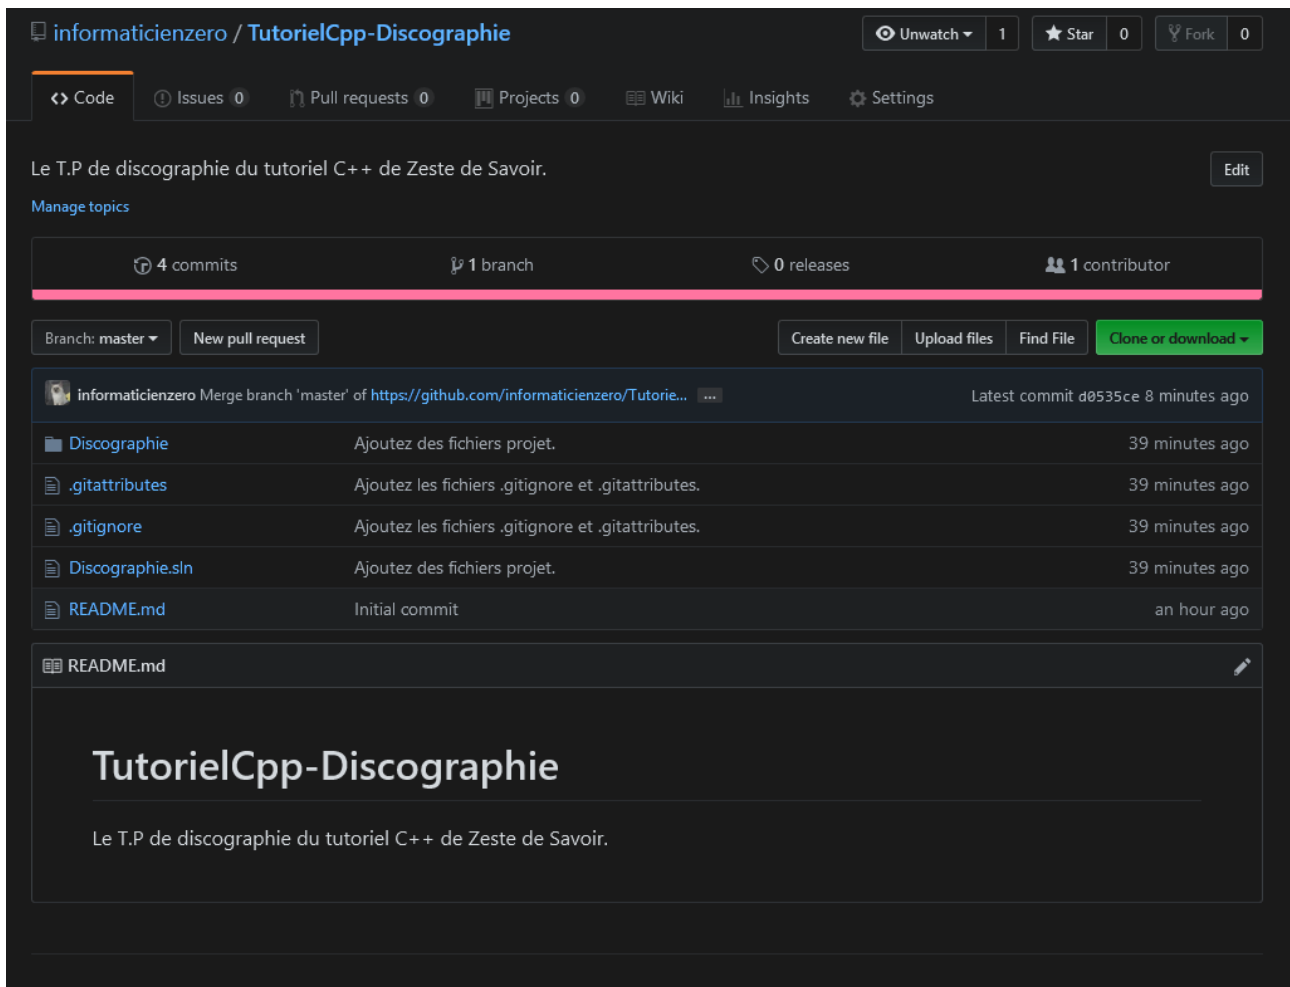 informaticienzero / TutorielCpp-Discographie Unwatch 1 Star 0 Fork 0
Code Issues 0 Pull requests 0 Projects 0 Wiki Insights Settings
Le T.P de discographie du tutoriel C++ de Zeste de Savoir. Edit
Manage topics
4 commits 1 branch 0 releases 1 contributor
Branch: master New pull request Create new file Upload files Find File Clone or download
informaticienzero Merge branch 'master' of https://github.com/informaticienzero/Tutorie... ... Latest commit d0535ce 8 minutes ago
Discographie Ajoutez des fichiers projet. 39 minutes ago
.gitattributes Ajoutez les fichiers .gitignore et .gitattributes. 39 minutes ago
.gitignore Ajoutez les fichiers .gitignore et .gitattributes. 39 minutes ago
Discographie.sln Ajoutez des fichiers projet. 39 minutes ago
README.md Initial commit an hour ago
README.md
TutorielCpp-Discographie
Le T.P de discographie du tutoriel C++ de Zeste de Savoir.